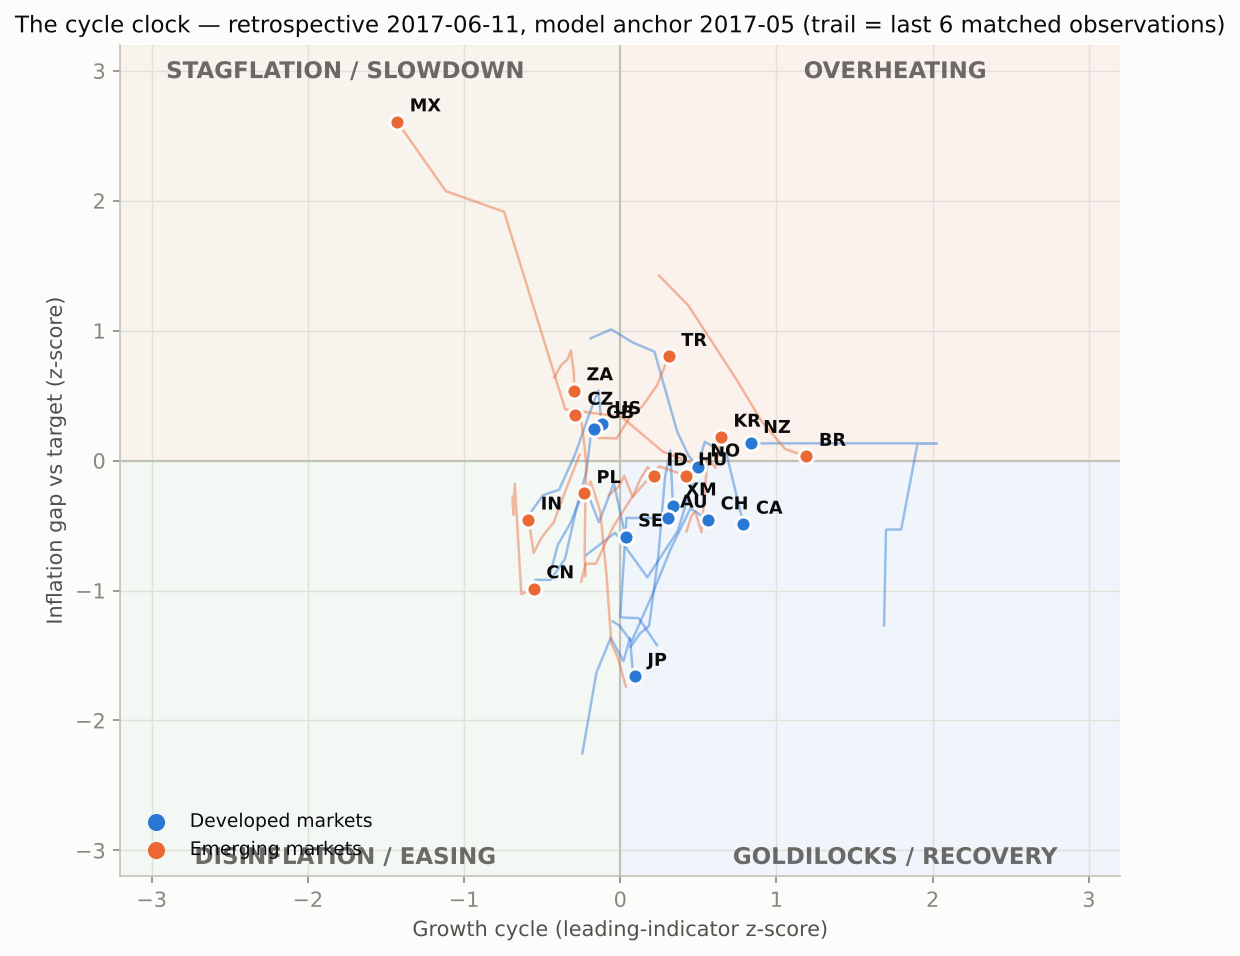 The cycle clock — retrospective 2017-06-11, model anchor 2017-05 (trail = last 6 matched observations)
STAGFLATION / SLOWDOWN
OVERHEATING
MX
TR
ZA
CZ
US
GB
KR
NZ
BR
NO
ID
HU
PL
XM
AU
CH
CA
IN
SE
CN
JP
Developed markets
Emerging markets
DISINFLATION / EASING
GOLDILOCKS / RECOVERY
3
2
1
0
−1
−2
−3
−3
−2
−1
0
1
2
3
Inflation gap vs target (z-score)
Growth cycle (leading-indicator z-score)